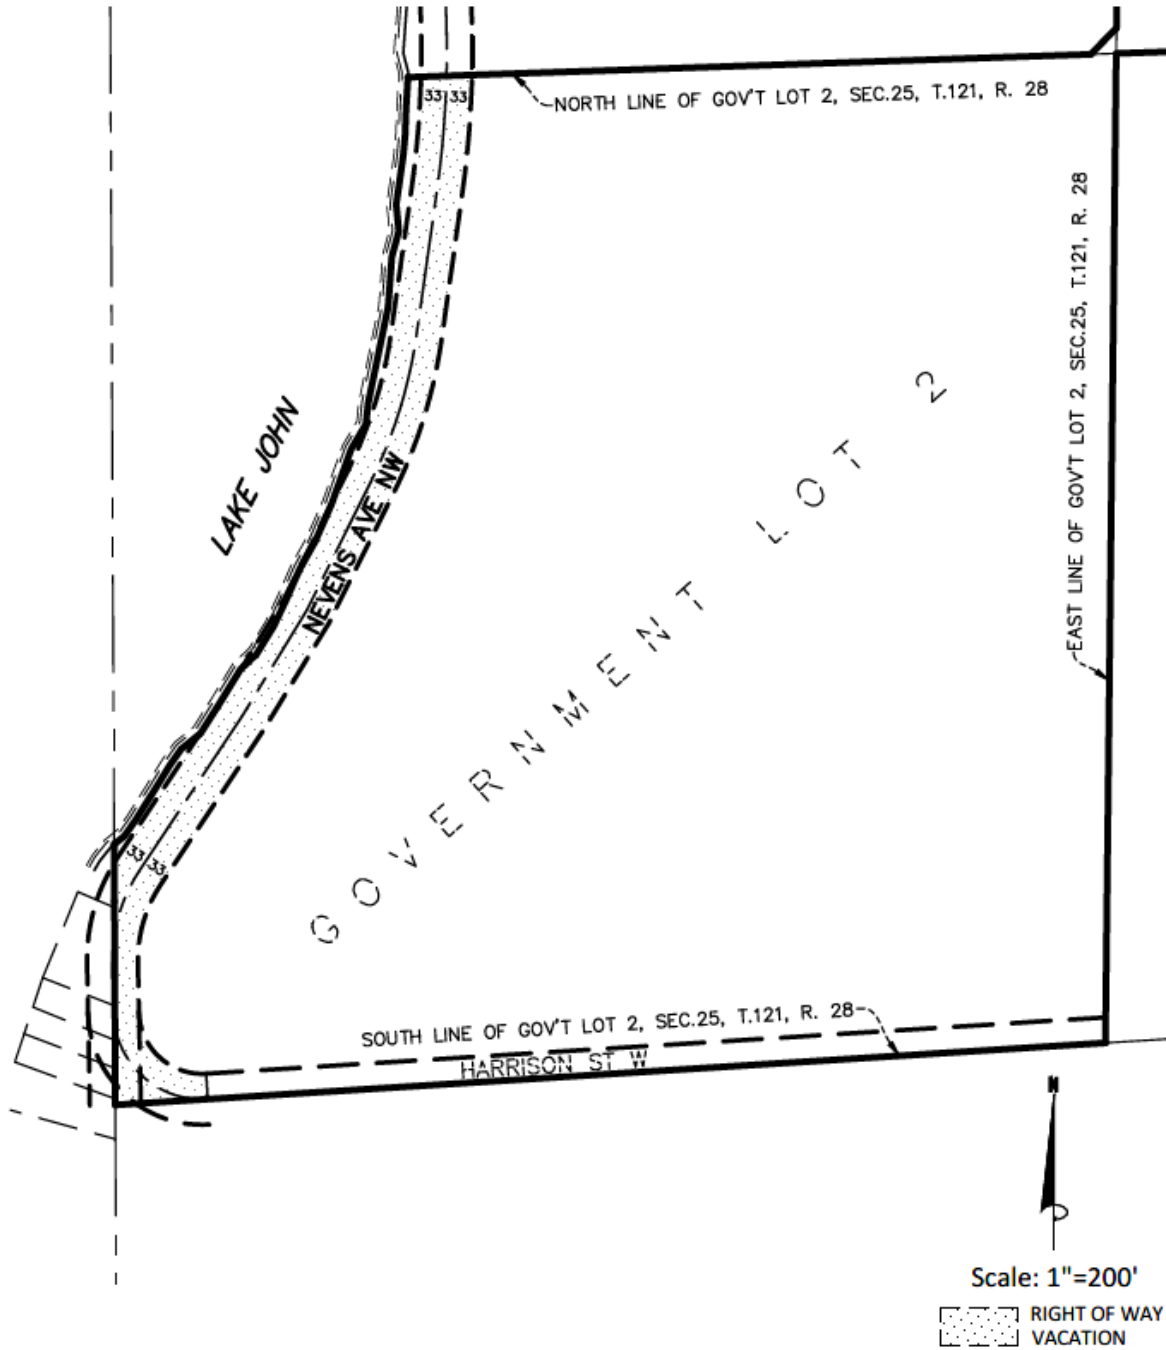 33 33
NORTH LINE OF GOV'T LOT 2, SEC.25, T.121, R. 28
EAST LINE OF GOV'T LOT 2, SEC.25, T.121, R. 28
LAKE JOHN
NEVENS AVE NW
GOVERNMENT LOT 2
33 33
SOUTH LINE OF GOV'T LOT 2, SEC.25, T.121, R. 28
HARRISON ST W
N
Scale: 1"=200'
RIGHT OF WAY
VACATION